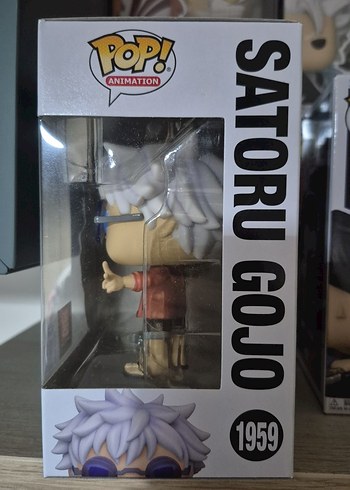 POP!
ANIMATION
SATORU GOJO
1959